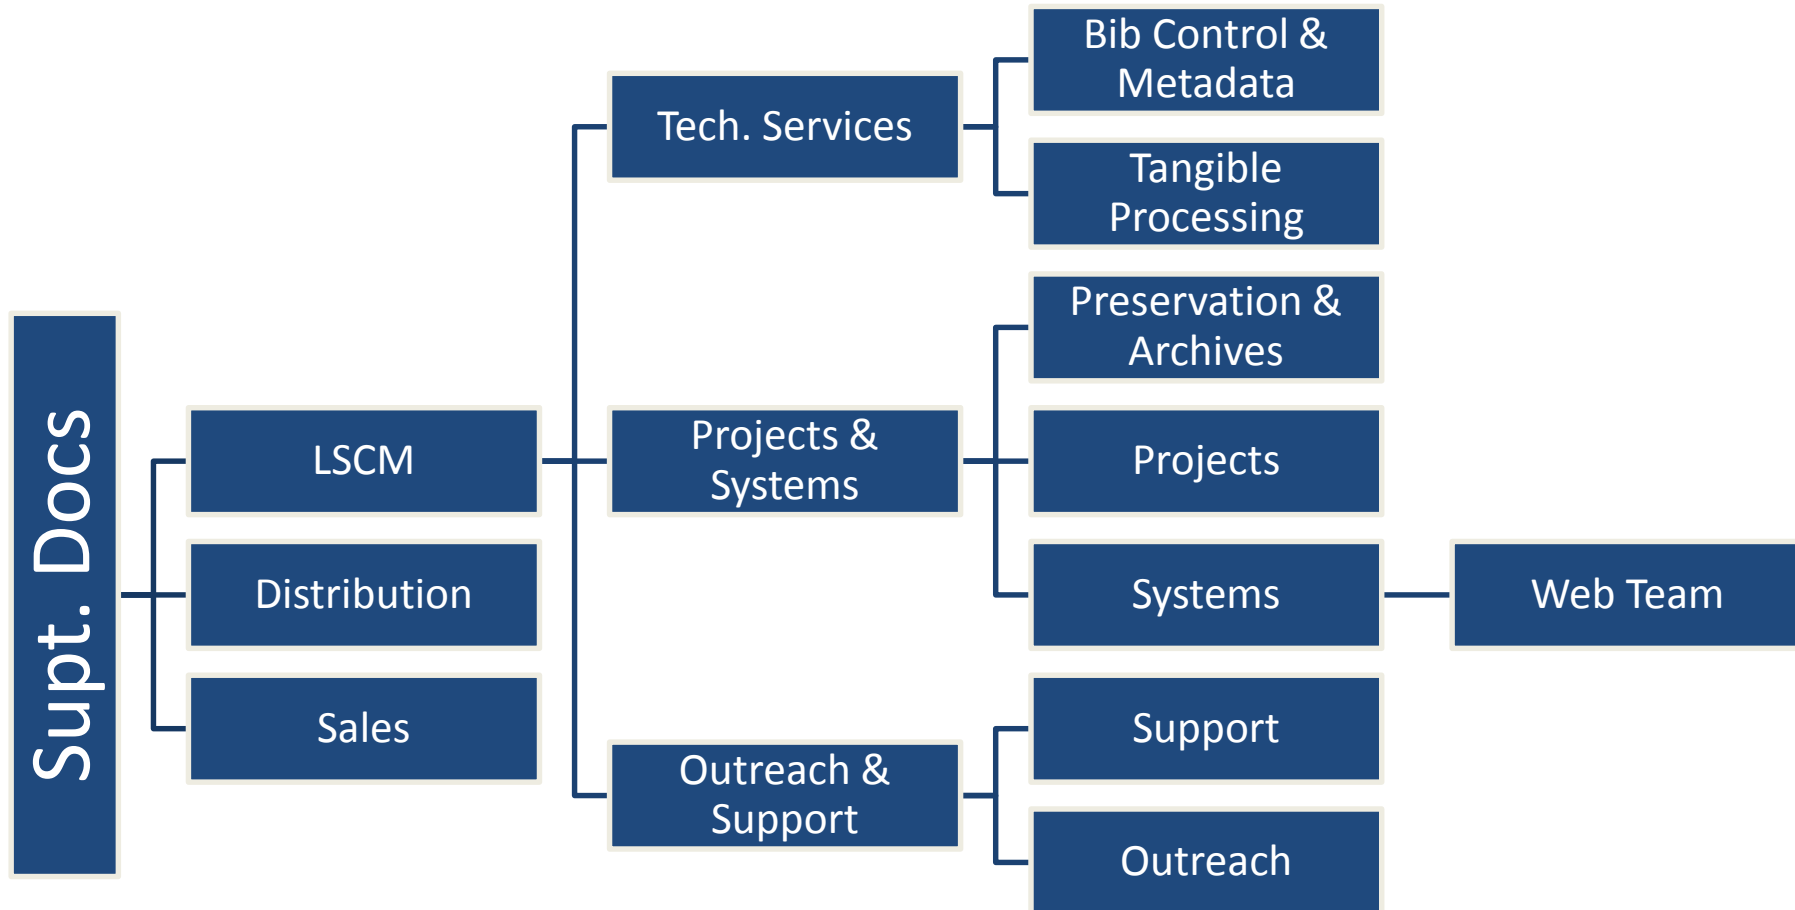 Supt. Docs
LSCM
Distribution
Sales
Tech. Services
Projects &
Systems
Outreach &
Support
Bib Control &
Metadata
Tangible
Processing
Preservation &
Archives
Projects
Systems
Support
Outreach
Web Team